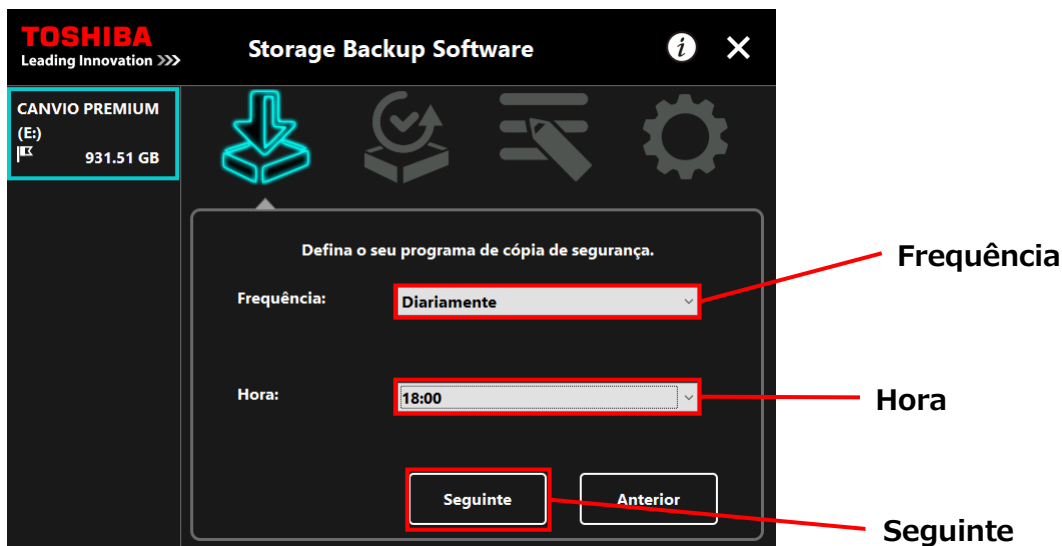 TOSHIBA
Leading Innovation >>>
Storage Backup Software
i
CANVIO PREMIUM
(E:)
931.51 GB
Defina o seu programa de cópia de segurança.
Frequência:
Diariamente
Frequência
Hora:
18:00
Hora
Seguinte
Anterior
Seguinte